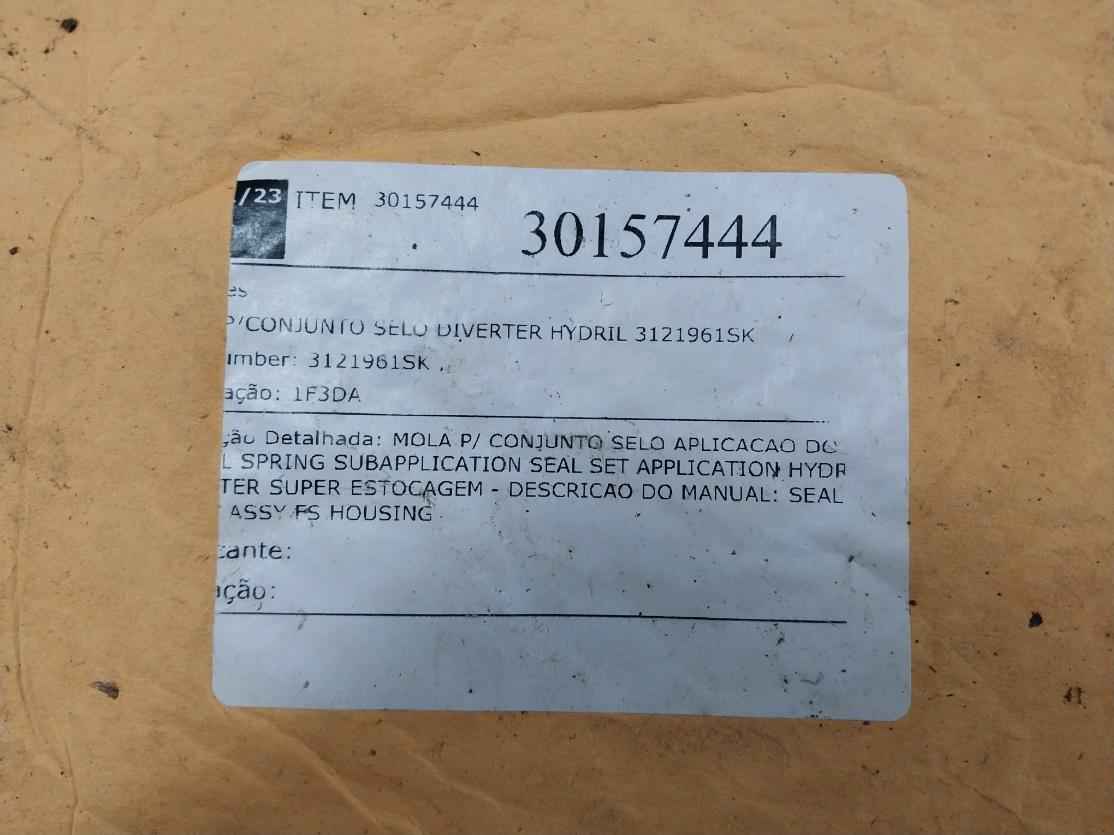 /23 ITEM 30157444 30157444
es
P/CONJUNTO SELO DIVERTER HYDRIL 3121961SK
umber: 3121961SK
ação: 1F3DA
ção Detalhada: MOLA P/ CONJUNTO SELO APLICACAO DO
L SPRING SUBAPPLICATION SEAL SET APPLICATION HYDR
TER SUPER ESTOCAGEM - DESCRICAO DO MANUAL: SEAL
ASSY FS HOUSING
cante:
ação: